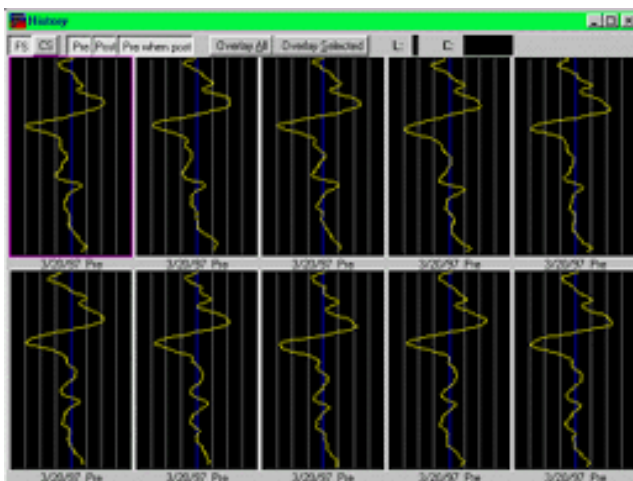 History
FS CS Pre Post Pre when post Overlay All Overlay Selected L: C:
3/20/97 Pre 3/20/97 Pre 3/20/97 Pre 3/20/97 Pre 3/20/97 Pre
3/20/97 Pre 3/20/97 Pre 3/20/97 Pre 3/20/97 Pre 3/20/97 Pre